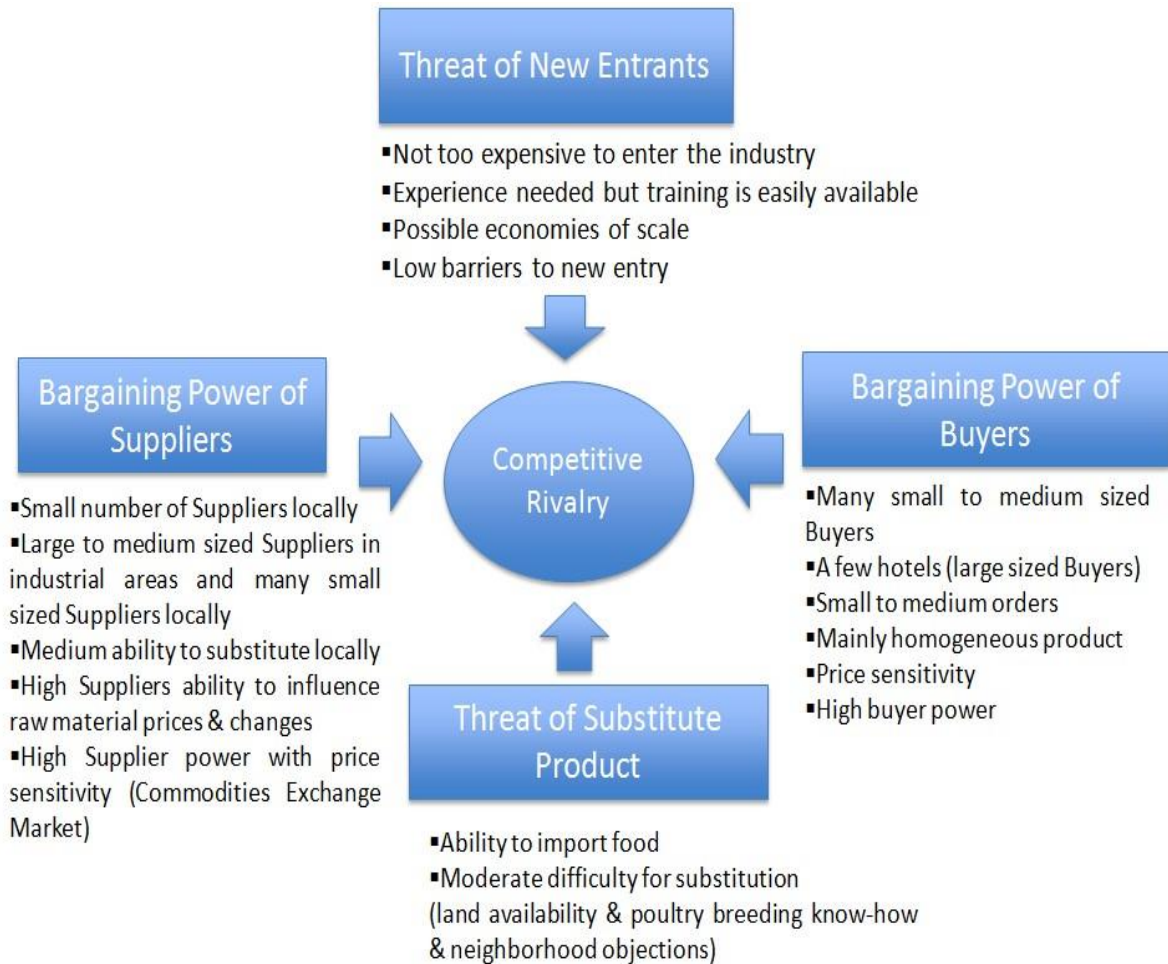 Threat of New Entrants
▪Not too expensive to enter the industry
▪Experience needed but training is easily available
▪Possible economies of scale
▪Low barriers to new entry
Bargaining Power of
Suppliers
▪Small number of Suppliers locally
▪Large to medium sized Suppliers in
industrial areas and many small
sized Suppliers locally
▪Medium ability to substitute locally
▪High Suppliers ability to influence
raw material prices & changes
▪High Supplier power with price
sensitivity (Commodities Exchange
Market)
Competitive
Rivalry
Bargaining Power of
Buyers
▪Many small to medium sized
Buyers
▪A few hotels (large sized Buyers)
▪Small to medium orders
▪Mainly homogeneous product
▪Price sensitivity
▪High buyer power
Threat of Substitute
Product
▪Ability to import food
▪Moderate difficulty for substitution
(land availability & poultry breeding know-how
& neighborhood objections)